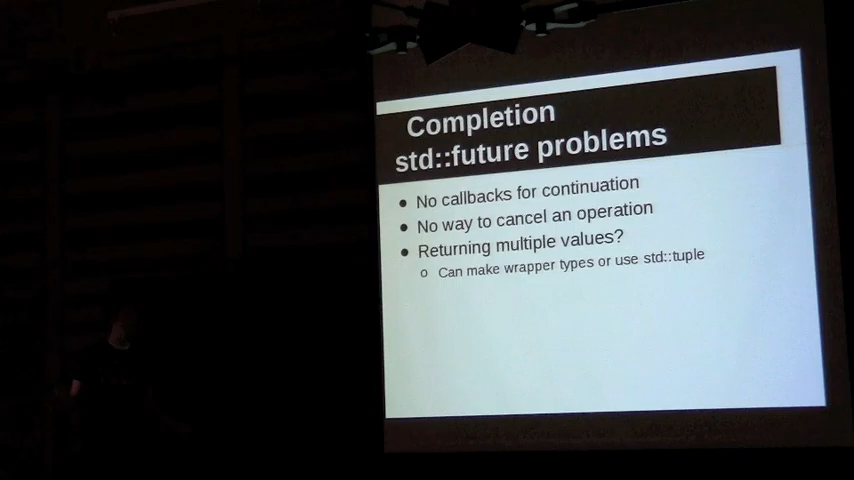 Completion
std::future problems
• No callbacks for continuation
• No way to cancel an operation
• Returning multiple values?
o Can make wrapper types or use std::tuple